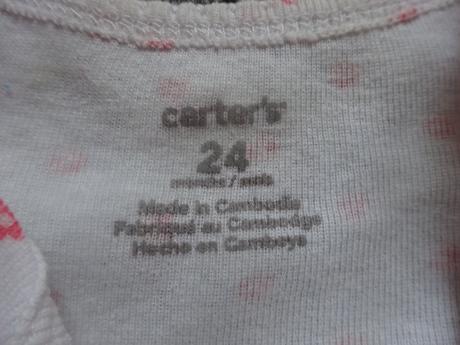 carter's
24
months / mois
Made in Cambodia
Fabriqué au Cambodge
Hecho en Camboya